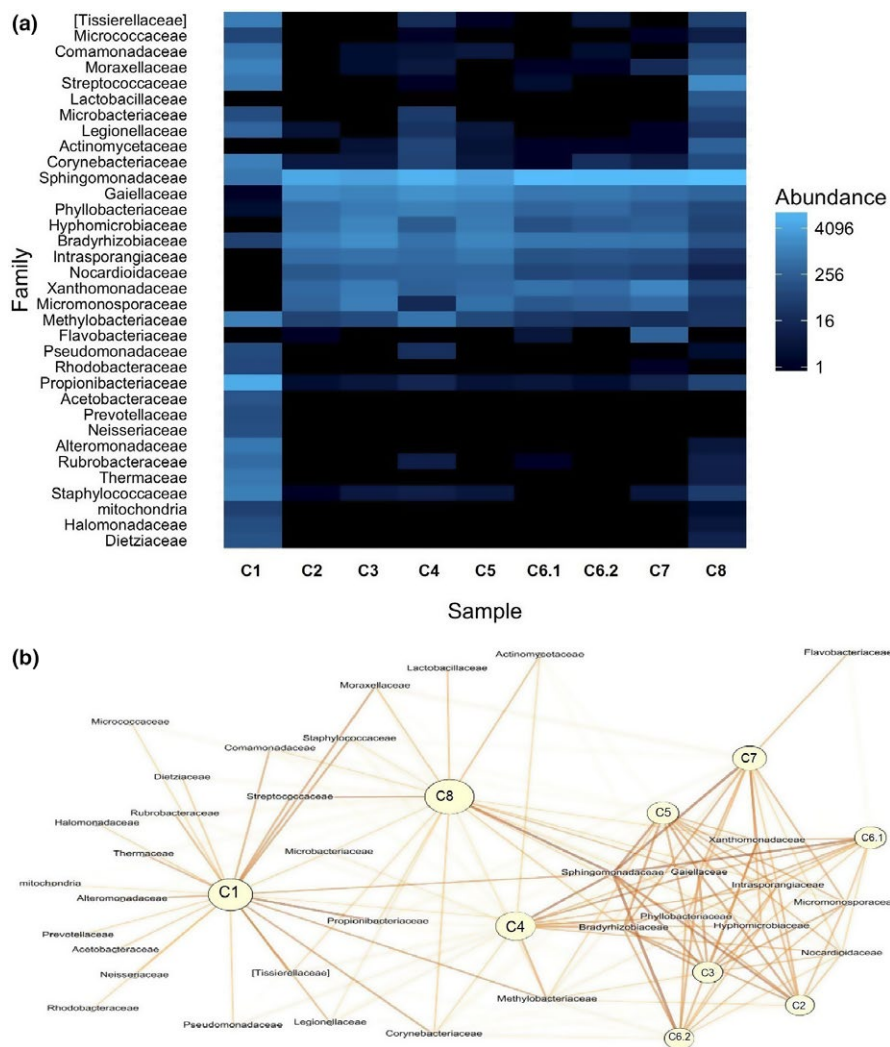 (a)
[Tissierellaceae]
Micrococcaceae
Comamonadaceae
Moraxellaceae
Streptococcaceae
Lactobacillaceae
Microbacteriaceae
Legionellaceae
Actinomycetaceae
Corynebacteriaceae
Sphingomonadaceae
Gaiellaceae
Phyllobacteriaceae
Hyphomicrobiaceae
Bradyrhizobiaceae
Intrasporangiaceae
Nocardioidaceae
Xanthomonadaceae
Micromonosporaceae
Methylobacteriaceae
Flavobacteriaceae
Pseudomonadaceae
Rhodobacteraceae
Propionibacteriaceae
Acetobacteraceae
Prevotellaceae
Neisseriaceae
Alteromonadaceae
Rubrobacteraceae
Thermaceae
Staphylococcaceae
mitochondria
Halomonadaceae
Dietziaceae
Family
C1 C2 C3 C4 C5 C6.1 C6.2 C7 C8
Sample
Abundance
4096
256
16
1
(b)
Actinomycetaceae
Flavobacteriaceae
Lactobacillaceae
Moraxellaceae
Micrococcaceae
Staphylococcaceae
Comamonadaceae
C7
Dietziaceae
C8
Streptococcaceae
Rubrobacteraceae
C5
Halomonadaceae
Xanthomonadaceae
C6.1
Thermaceae
Microbacteriaceae
Sphingomonadaceae
Gaiellaceae
mitochondria
C1
Intrasporangiaceae
Alteromonadaceae
Micromonosporaceae
Phyllobacteriaceae
Propionibacteriaceae
C4
Bradyrhizobiaceae
Hyphomicrobiaceae
Prevotellaceae
Acetobacteraceae
Nocardioidaceae
Neisseriaceae
[Tissierellaceae]
C3
Methylobacteriaceae
C2
Rhodobacteraceae
Pseudomonadaceae
Legionellaceae
Corynebacteriaceae
C6.2